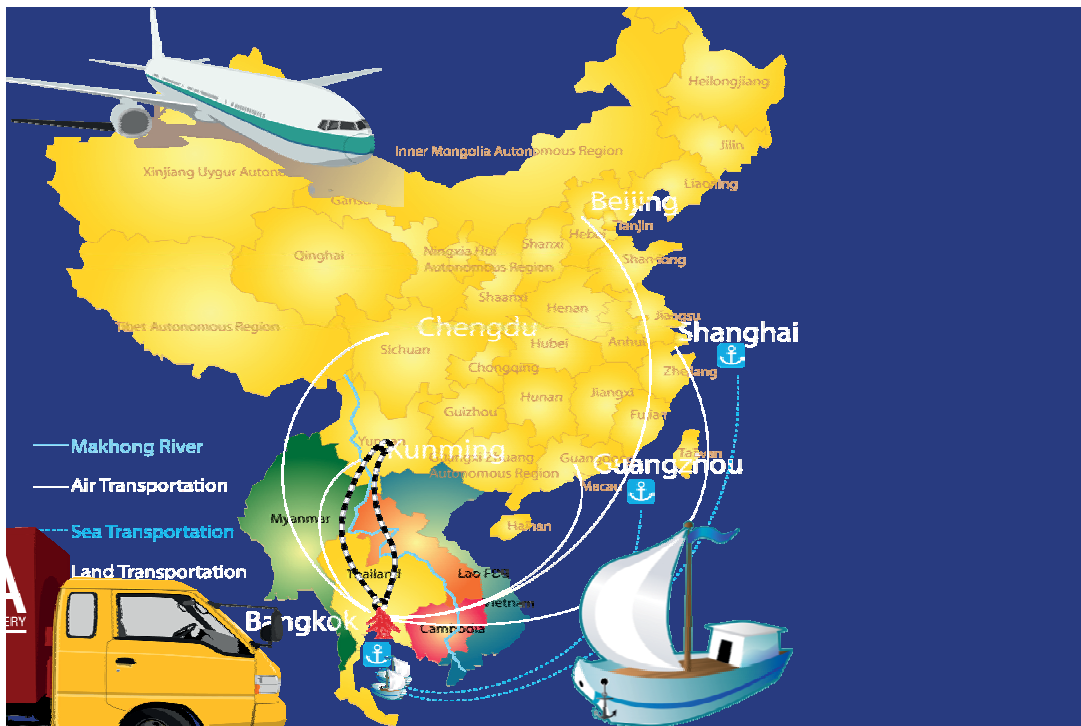 Heilongjiang
Jilin
Inner Mongolia Autonomous Region
Xinjiang Uygur
Liaoning
Gansu
Beijing
Tianjin
Hebei
Shanxi
Qinghai
Ningxia Hui
Autonomous Region
Shandong
Shaanxi
Henan
Jiangsu
Tibet Autonomous Region
Chengdu
Shanghai
Sichuan
Hubei
Anhui
Chongqing
Zhejiang
Jiangxi
Hunan
Guizhou
Fujian
Yunnan
Kunming
Makhong River
Autonomous Region
Guangzhou
Taiwan
Macau
Air Transportation
Myanmar
Hainan
Sea Transportation
Land Transportation
Thailand
Lao PDR
Vietnam
Bangkok
Cambodia
A
ERY